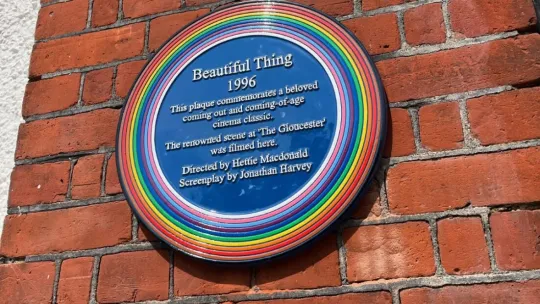 Beautiful Thing
1996
This plaque commemorates a beloved
coming out and coming-of-age
cinema classic.
The renowned scene at 'The Gloucester'
was filmed here.
Directed by Hettie Macdonald
Screenplay by Jonathan Harvey